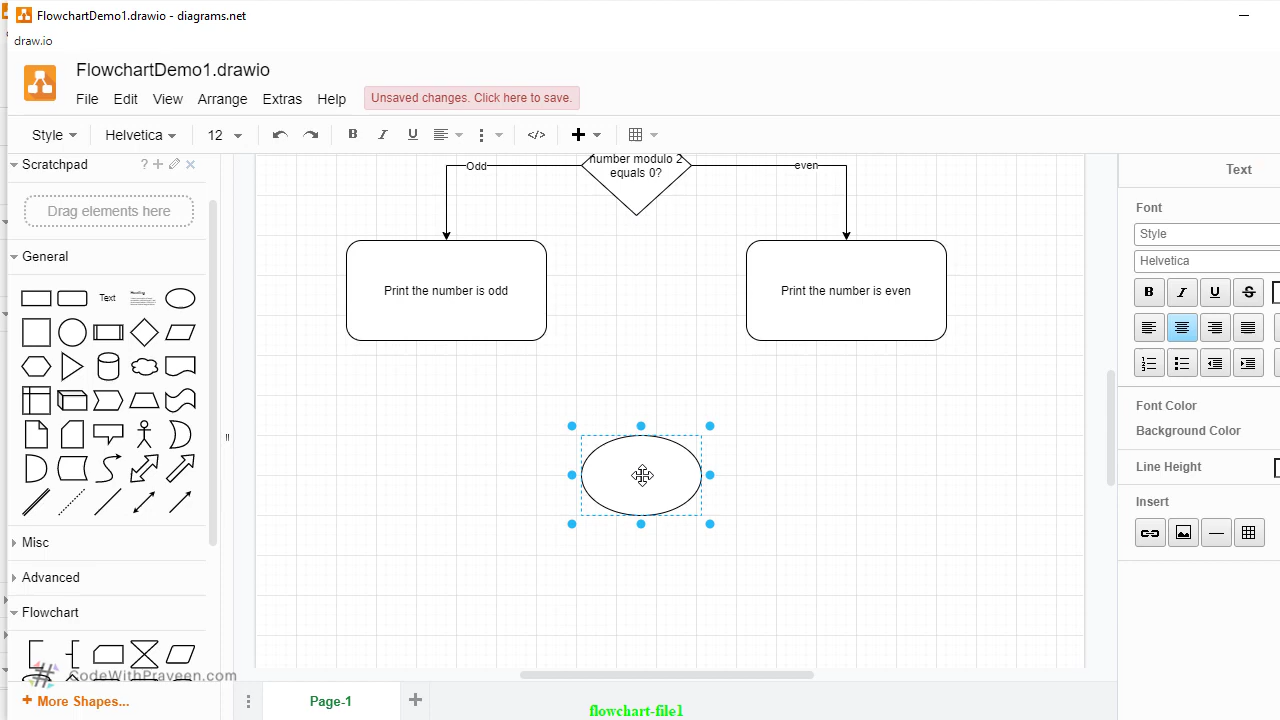 FlowchartDemo1.drawio - diagrams.net
draw.io
FlowchartDemo1.drawio
File Edit View Arrange Extras Help Unsaved changes. Click here to save.
Style Helvetica 12 B I U </>
Scratchpad ?
Drag elements here
General
Text
Heading
Misc
Advanced
Flowchart
CodeWithPraveen.com
+ More Shapes...
number modulo 2
equals 0?
Odd
even
Print the number is odd
Print the number is even
Text
Font
Style
Helvetica
B I U S
Font Color
Background Color
Line Height
Insert
Page-1
flowchart-file1